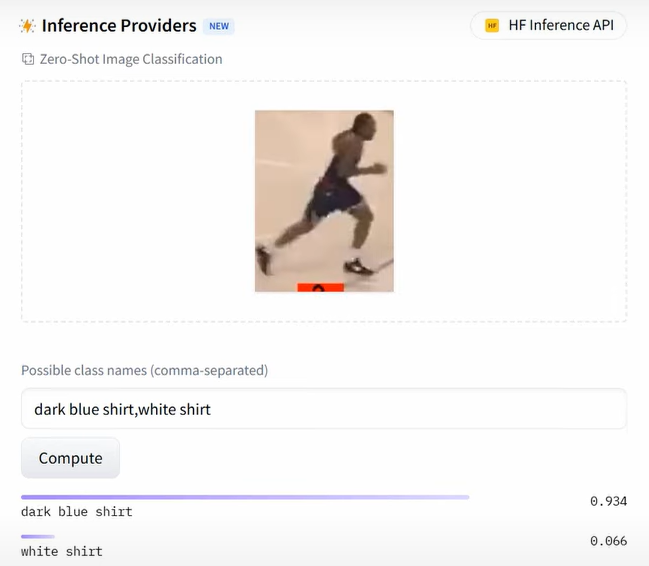 Inference Providers NEW
HF HF Inference API
Zero-Shot Image Classification
Possible class names (comma-separated)
dark blue shirt,white shirt
Compute
0.934
dark blue shirt
0.066
white shirt